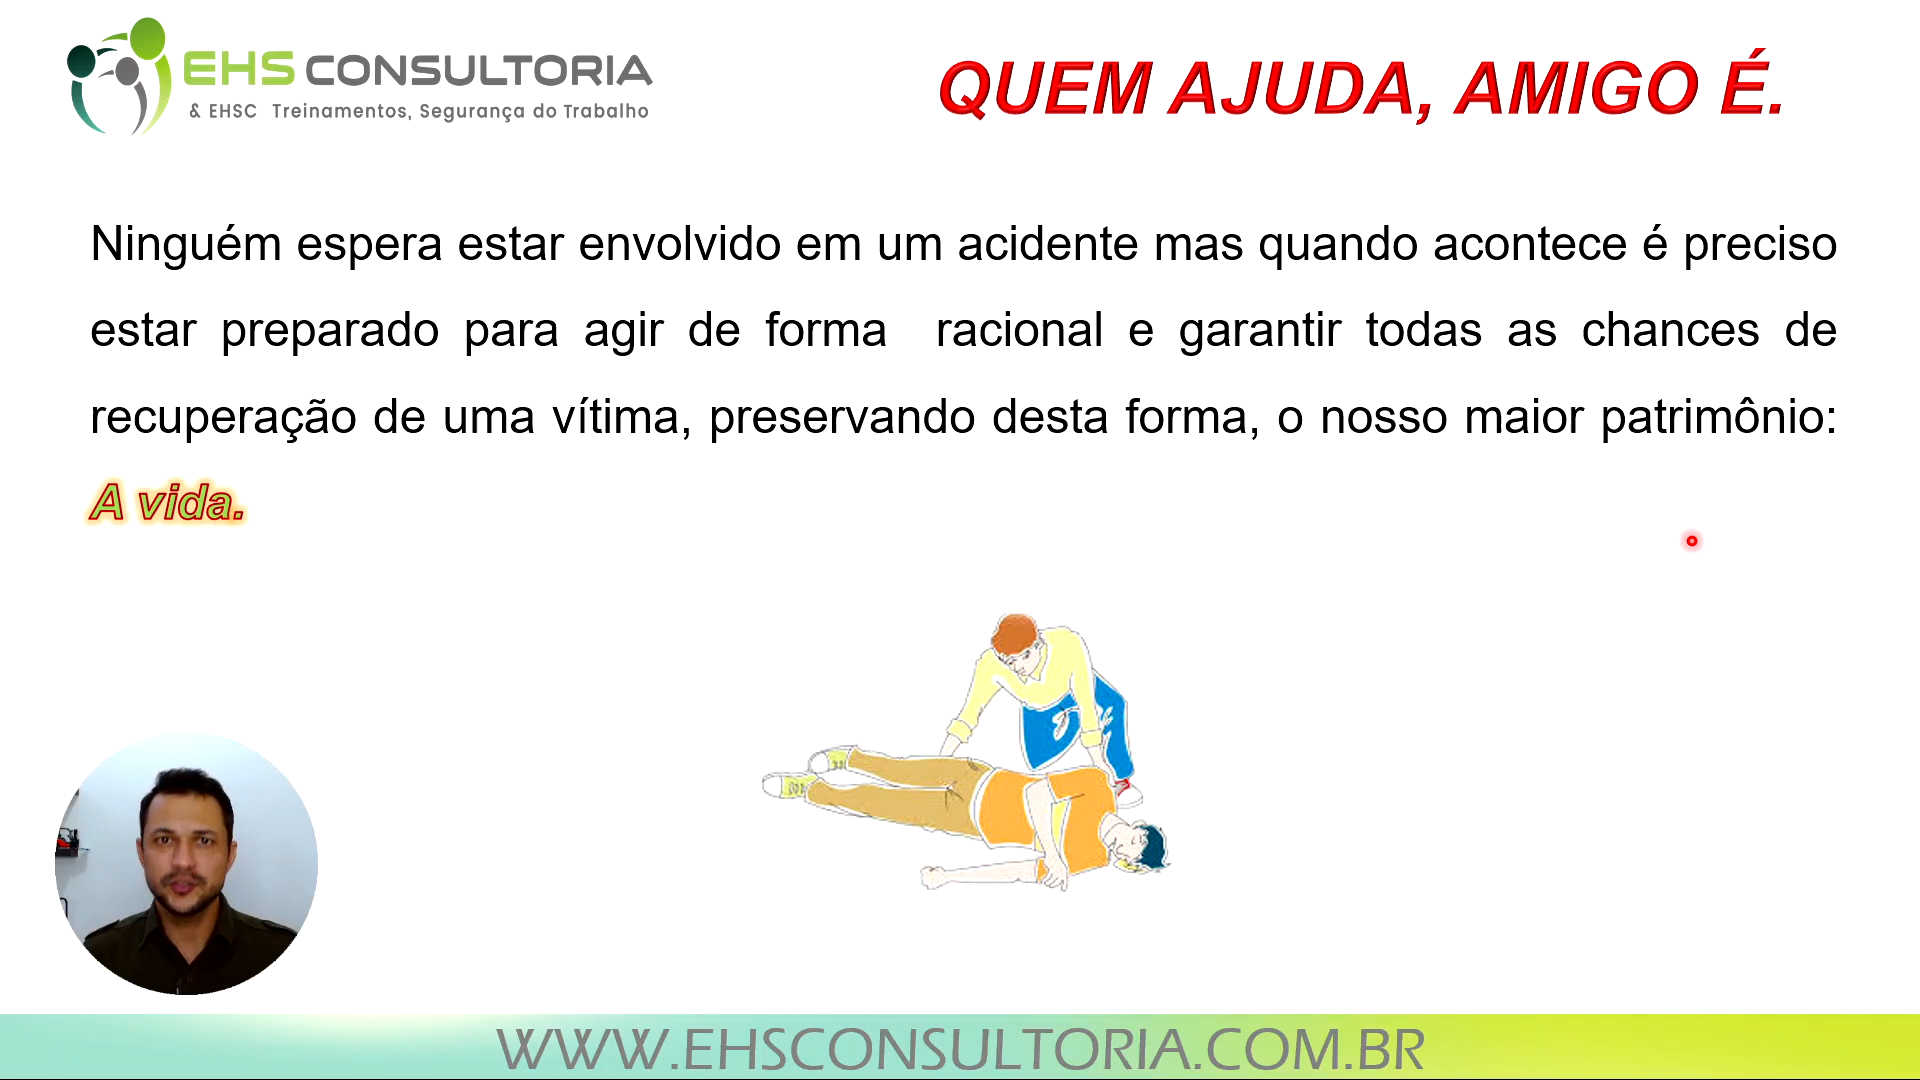 EHS CONSULTORIA
& EHSC Treinamentos, Segurança do Trabalho
QUEM AJUDA, AMIGO É.
Ninguém espera estar envolvido em um acidente mas quando acontece é preciso
estar preparado para agir de forma racional e garantir todas as chances de
recuperação de uma vítima, preservando desta forma, o nosso maior patrimônio:
A vida.
WWW.EHSCONSULTORIA.COM.BR